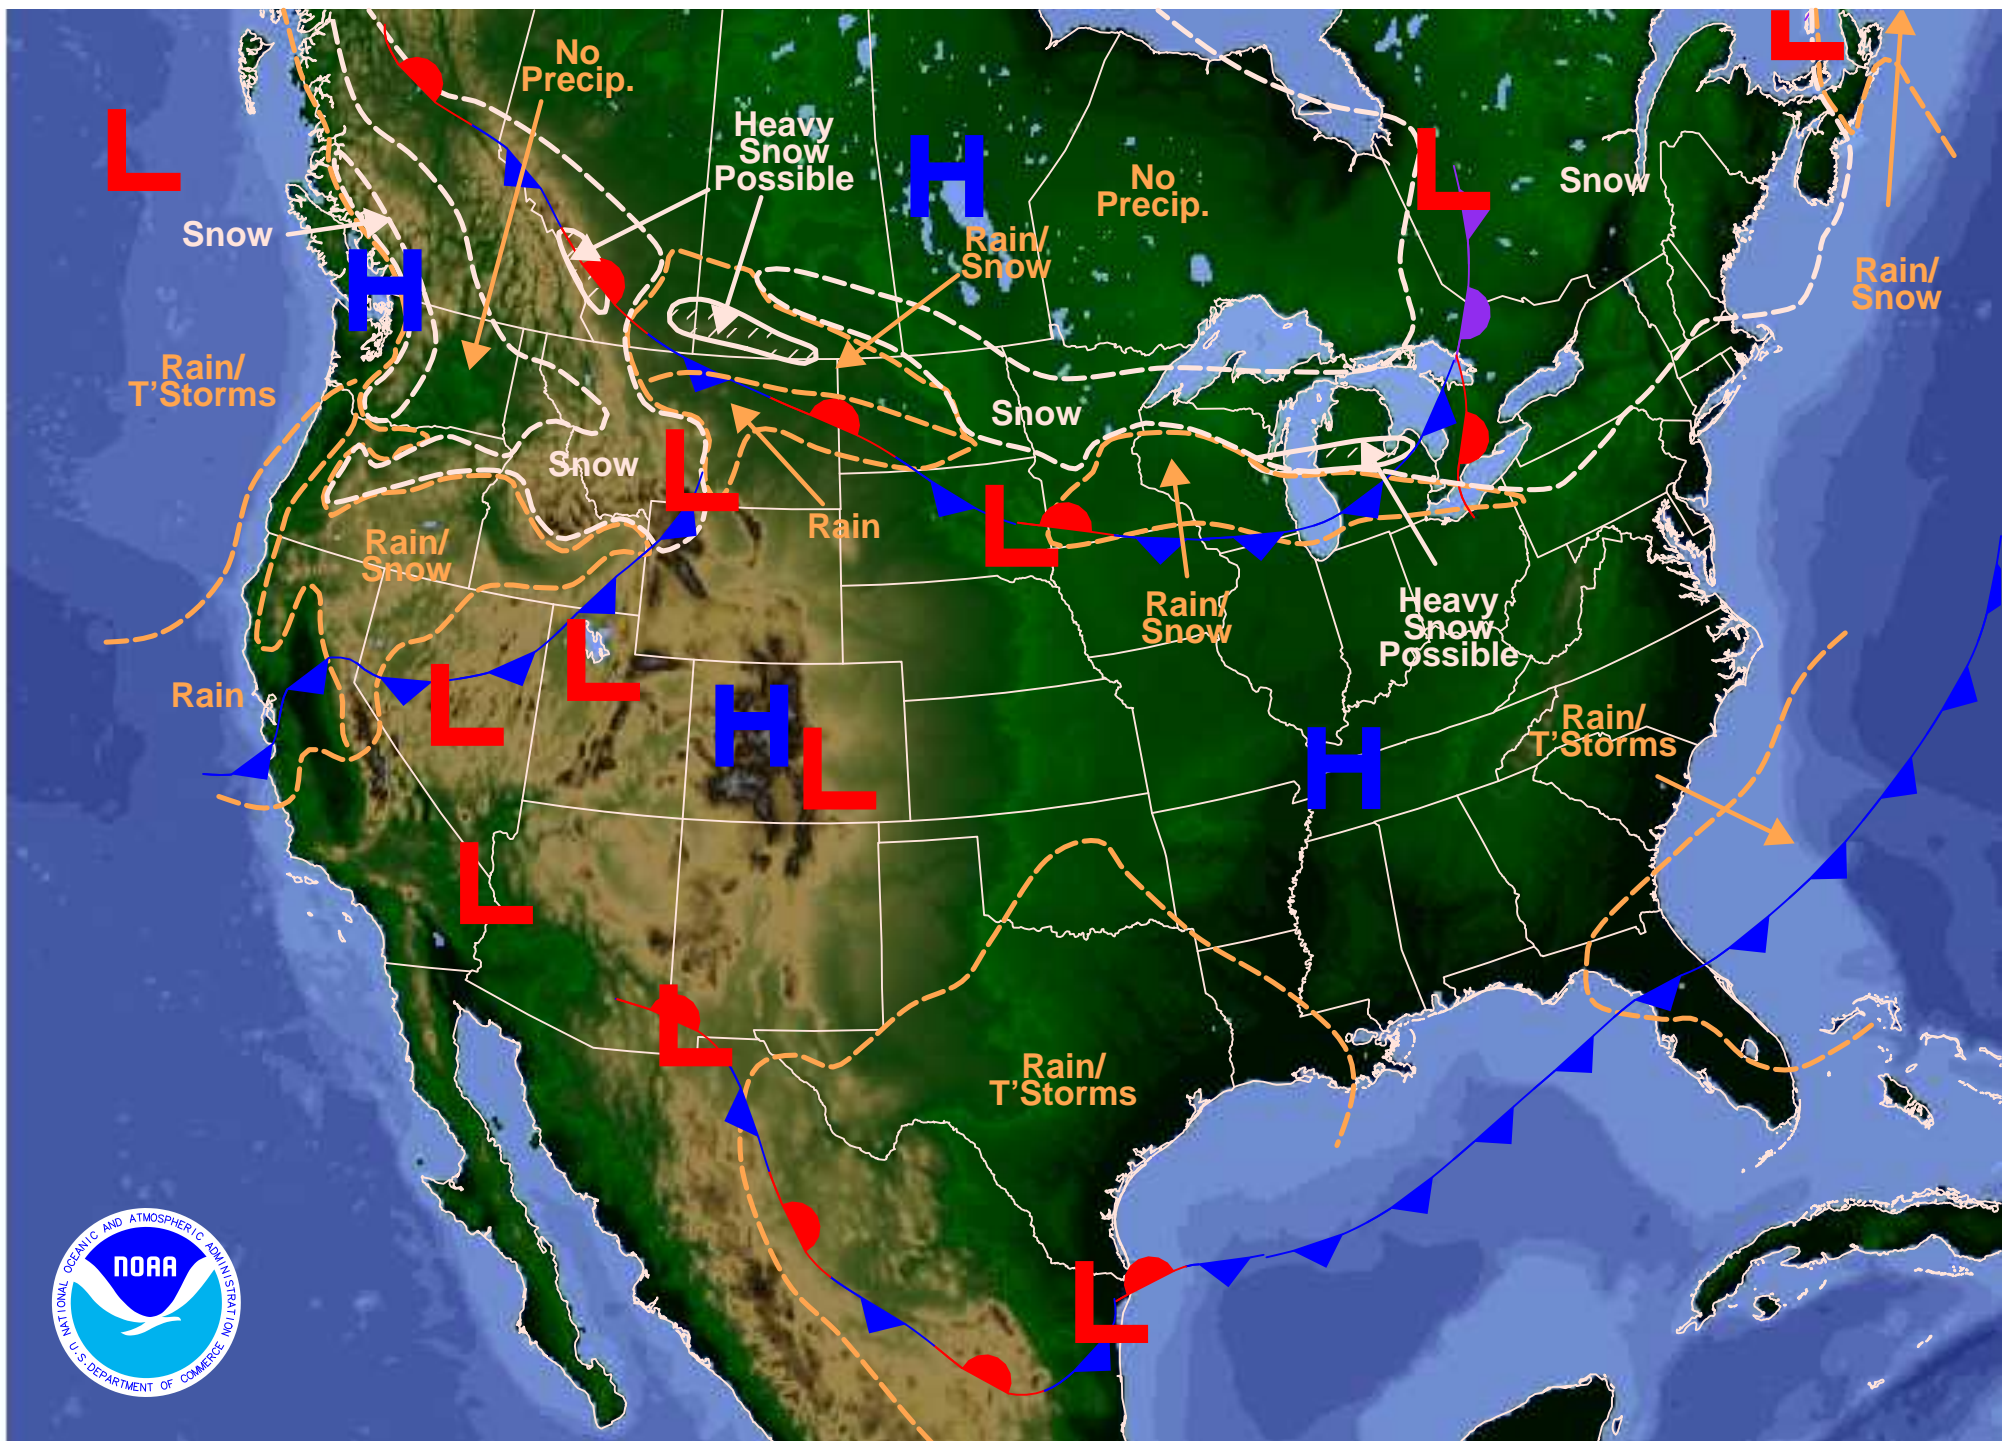 No
Precip.
Heavy
Snow
Possible
L
H
No
Precip.
L
Snow
L
Snow
H
Rain/
Snow
Rain/
Snow
Rain/
T'Storms
Snow
Snow
L
Rain
L
Rain/
Snow
Rain/
Snow
Heavy
Snow
Possible
Rain
L
L
H
L
H
Rain/
T'Storms
L
L
Rain/
T'Storms
L
NATIONAL OCEANIC AND ATMOSPHERIC ADMINISTRATION
NOAA
U.S. DEPARTMENT OF COMMERCE